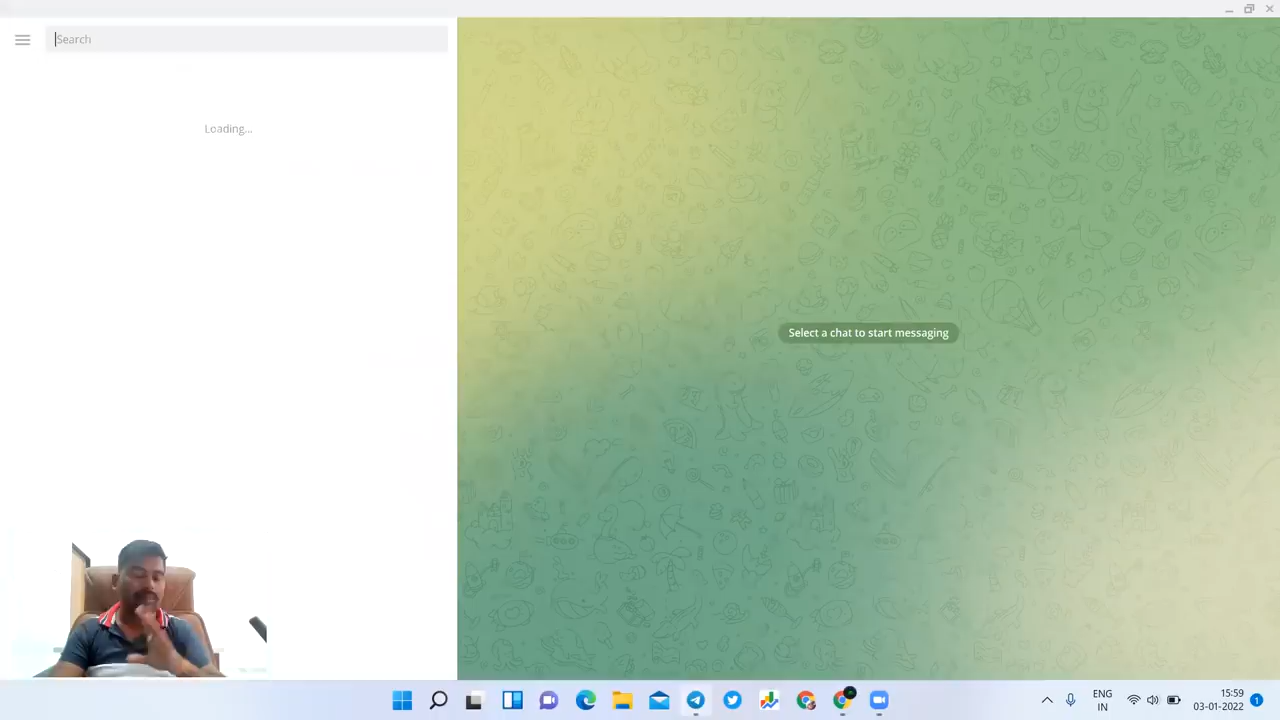 Search
Loading...
Select a chat to start messaging
ENG
IN
15:59
03-01-2022
1